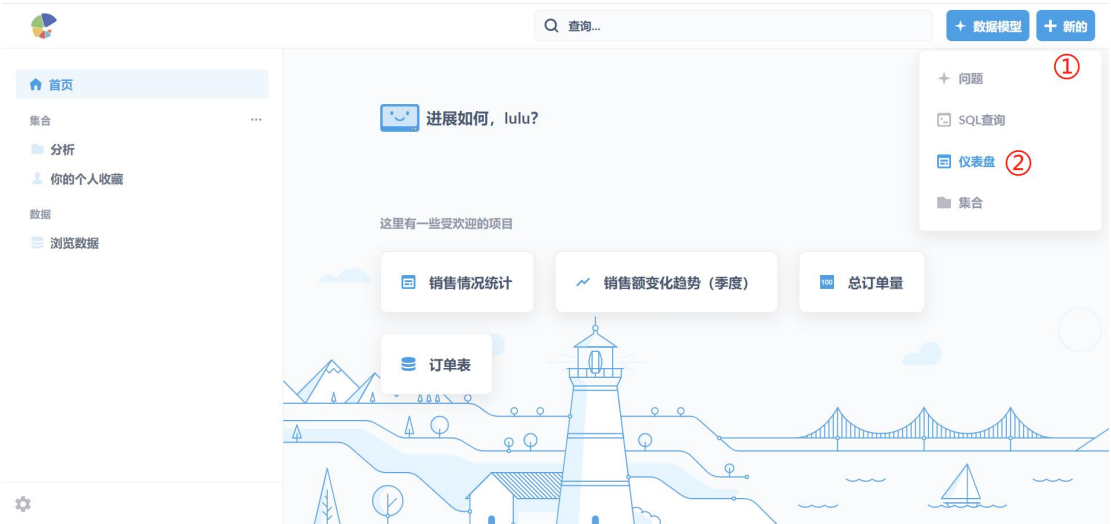 查询...
数据模型
新的
首页
①
问题
集合
...
进展如何，lulu?
SQL查询
分析
仪表盘 ②
你的个人收藏
集合
数据
这里有一些受欢迎的项目
浏览数据
销售情况统计
销售额变化趋势（季度）
100 总订单量
订单表